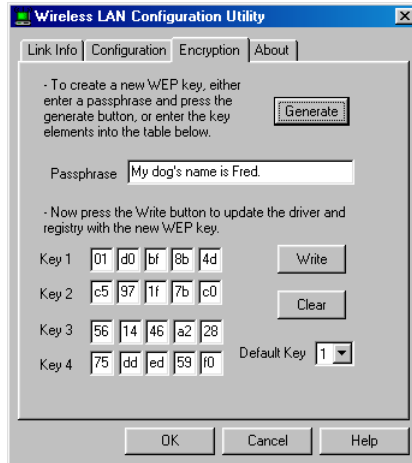 Wireless LAN Configuration Utility
Link Info Configuration Encryption About
- To create a new WEP key, either
enter a passphrase and press the
generate button, or enter the key
elements into the table below.
Generate
Passphrase My dog's name is Fred.
- Now press the Write button to update the driver and
registry with the new WEP key.
Key 1 01 d0 bf 8b 4d Write
Key 2 c5 97 1f 7b c0
Clear
Key 3 56 14 46 a2 28
Default Key 1
Key 4 75 dd ed 59 f0
OK Cancel Help